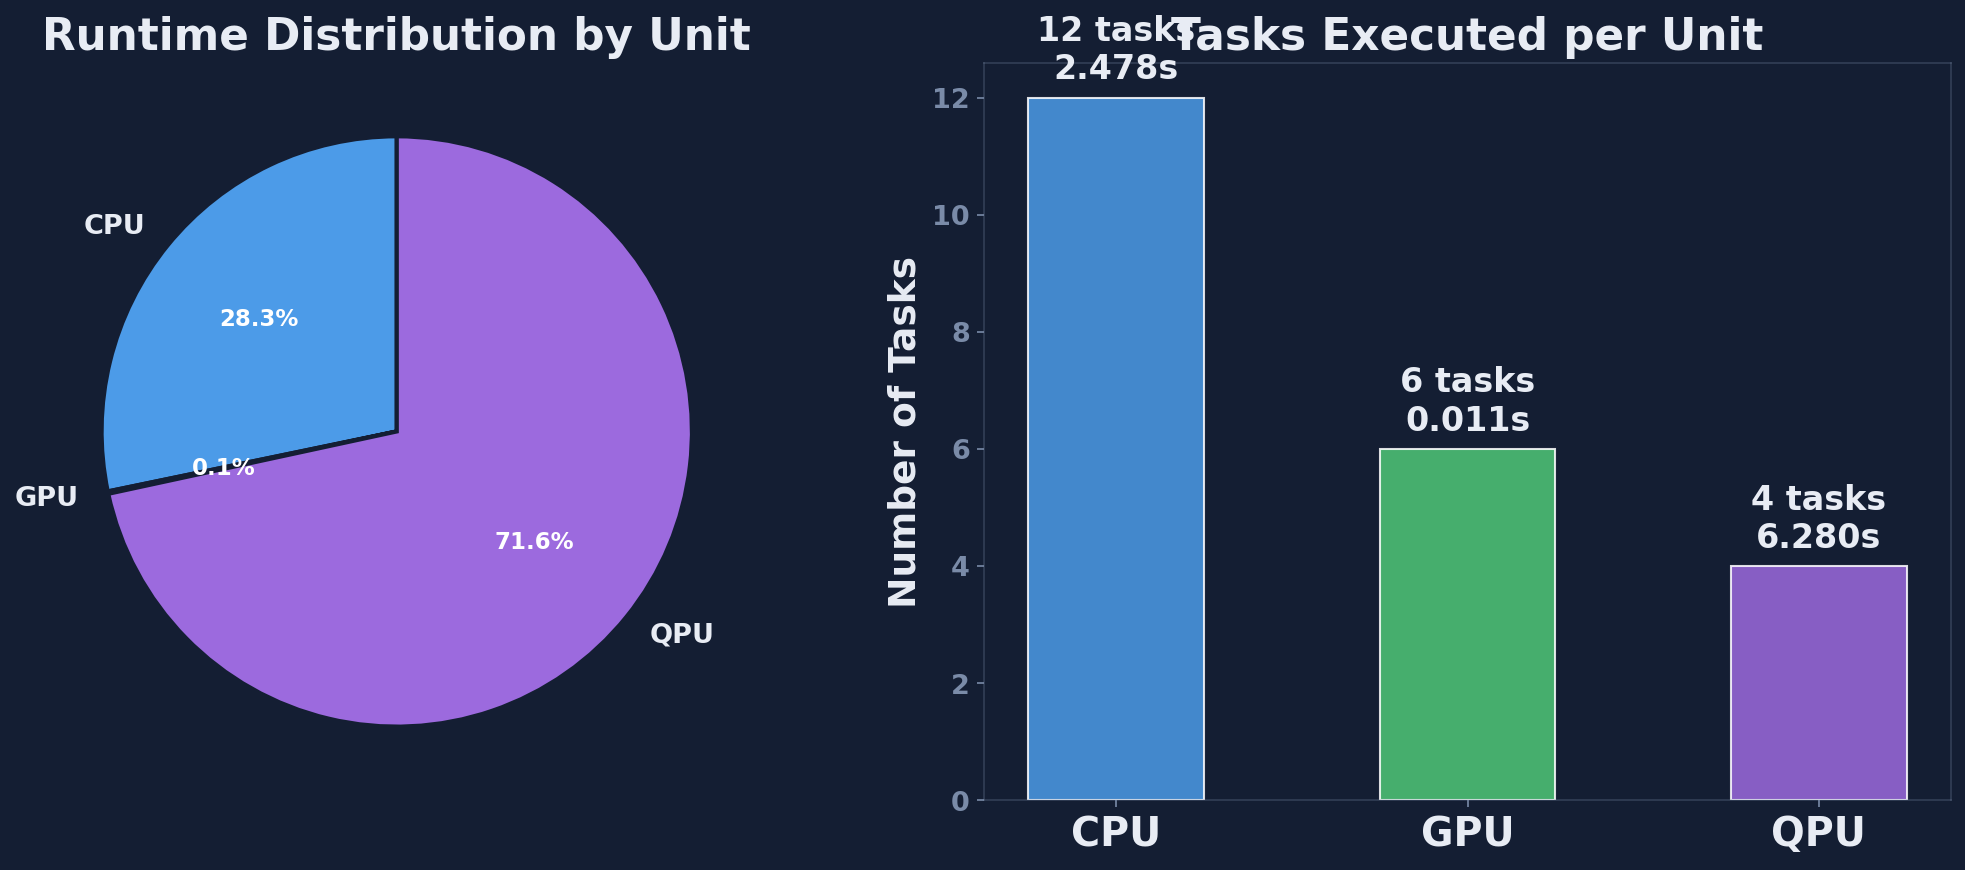 Runtime Distribution by Unit
CPU
28.3%
0.1%
GPU
71.6%
QPU
Tasks Executed per Unit
12 tasks
2.478s
12
10
8
6
4
2
0
Number of Tasks
6 tasks
0.011s
4 tasks
6.280s
CPU
GPU
QPU